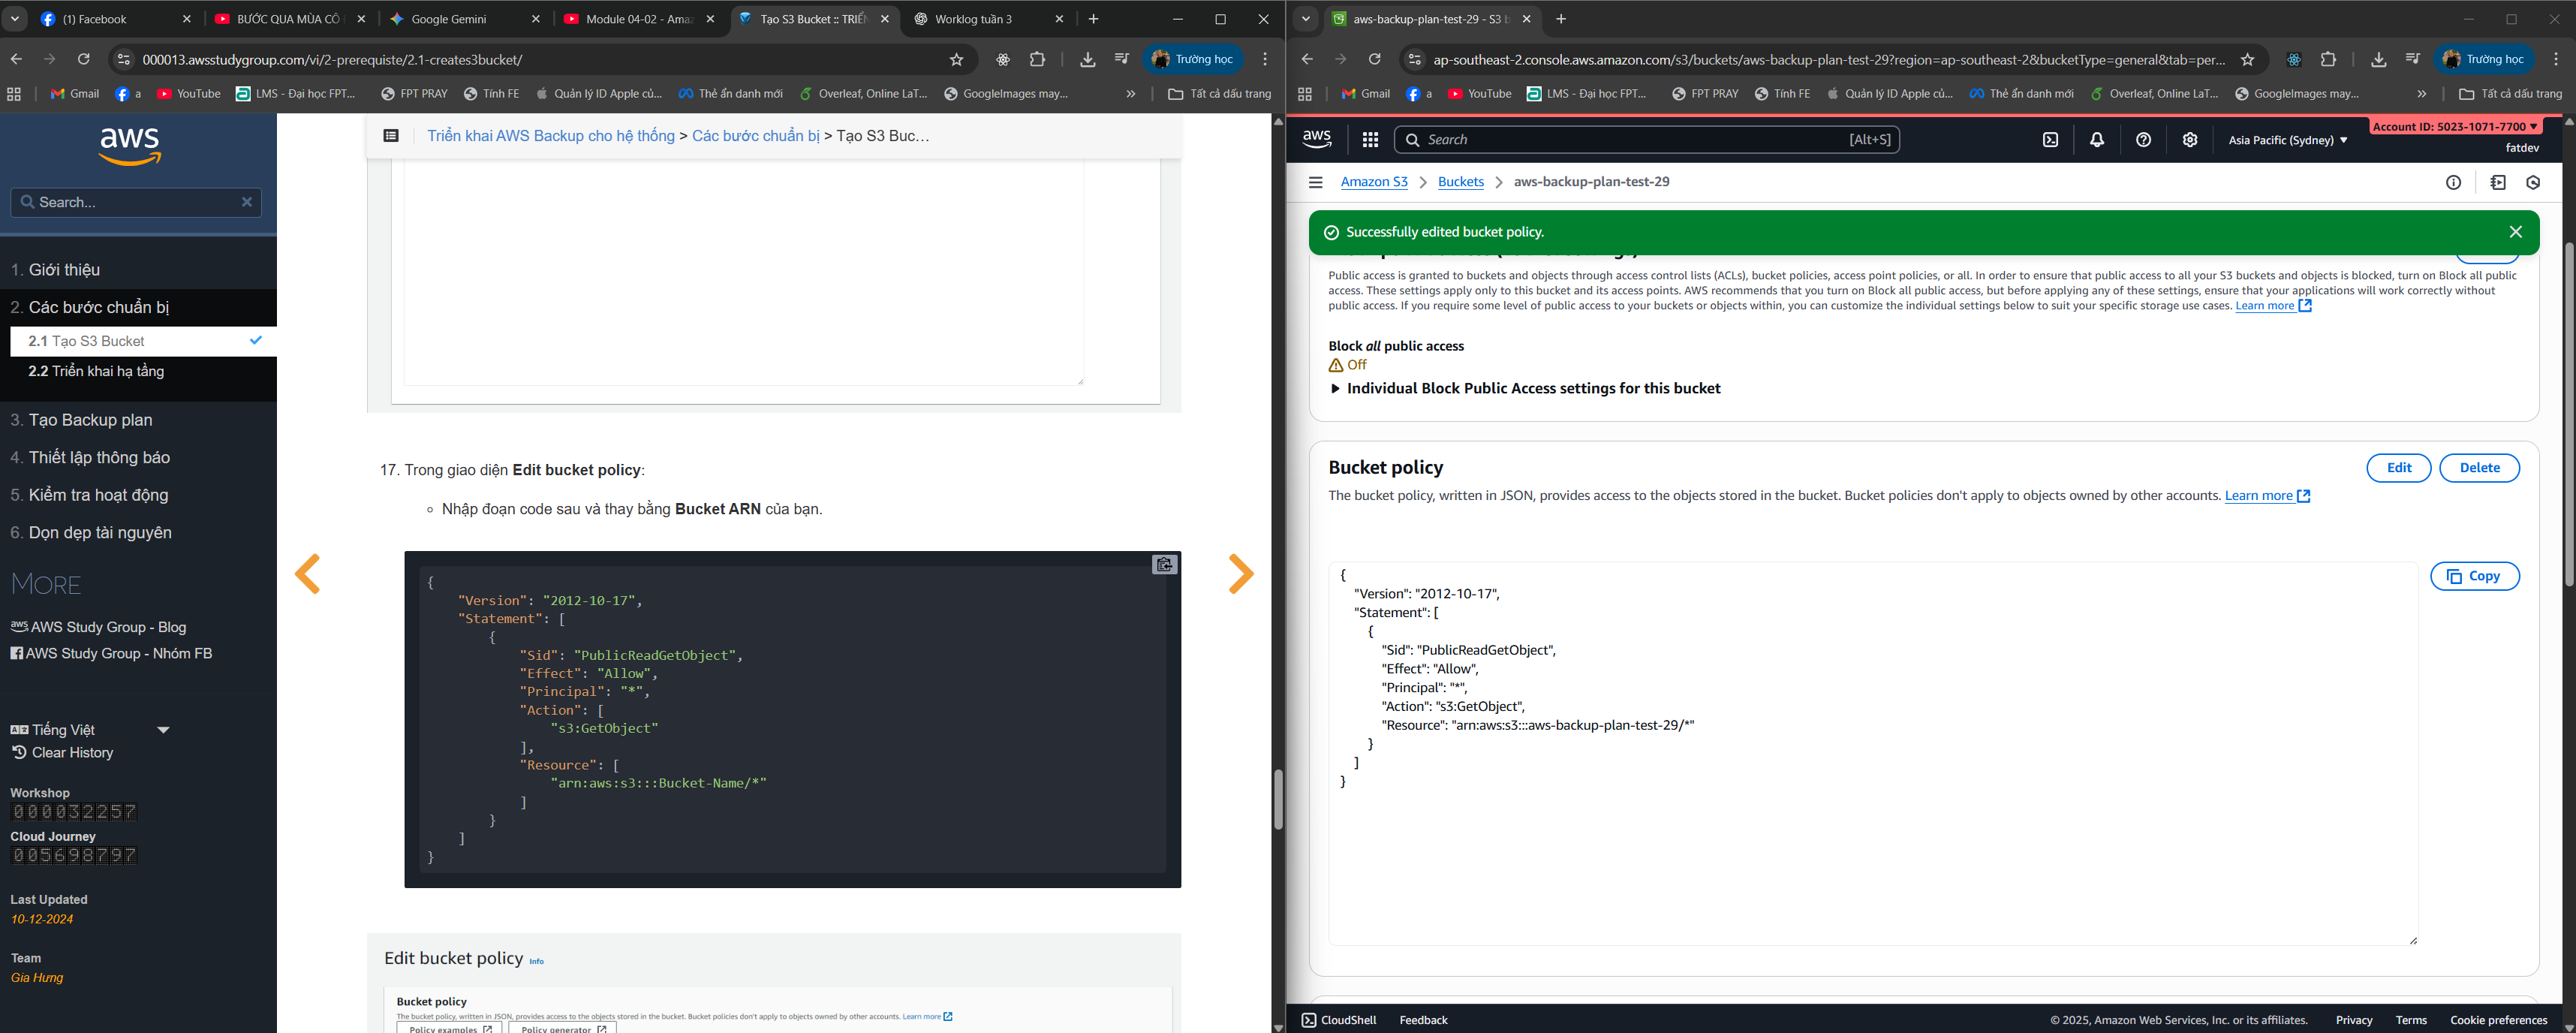 (1) Facebook
BƯỚC QUA MÙA CÔ
Google Gemini
Module 04-02 - Amaz
Tạo S3 Bucket :: TRIỂN
Worklog tuần 3
000013.awsstudygroup.com/vi/2-prerequiste/2.1-creates3bucket/
Trường học
Gmail
a
YouTube
LMS - Đại học FPT...
FPT PRAY
Tính FE
Quản lý ID Apple củ...
Thẻ ẩn danh mới
Overleaf, Online LaT...
GoogleImages may...
Tất cả dấu trang
aws
Search...
1. Giới thiệu
2. Các bước chuẩn bị
2.1 Tạo S3 Bucket
2.2 Triển khai hạ tầng
3. Tạo Backup plan
4. Thiết lập thông báo
5. Kiểm tra hoạt động
6. Dọn dẹp tài nguyên
MORE
AWS Study Group - Blog
AWS Study Group - Nhóm FB
Tiếng Việt
Clear History
Workshop
000032257
Cloud Journey
005698797
Last Updated
10-12-2024
Team
Gia Hưng
Triển khai AWS Backup cho hệ thống > Các bước chuẩn bị > Tạo S3 Buc...
17. Trong giao diện Edit bucket policy:
Nhập đoạn code sau và thay bằng Bucket ARN của bạn.
{
"Version": "2012-10-17",
"Statement": [
{
"Sid": "PublicReadGetObject",
"Effect": "Allow",
"Principal": "*",
"Action": [
"s3:GetObject"
],
"Resource": [
"arn:aws:s3:::Bucket-Name/*"
]
}
]
}
Edit bucket policy Info
Bucket policy
The bucket policy, written in JSON, provides access to the objects stored in the bucket. Bucket policies don't apply to objects owned by other accounts. Learn more
Policy examples
Policy generator
aws-backup-plan-test-29 - S3 b
ap-southeast-2.console.aws.amazon.com/s3/buckets/aws-backup-plan-test-29?region=ap-southeast-2&bucketType=general&tab=per...
Trường học
Gmail
a
YouTube
LMS - Đại học FPT...
FPT PRAY
Tính FE
Quản lý ID Apple củ...
Thẻ ẩn danh mới
Overleaf, Online LaT...
GoogleImages may...
Tất cả dấu trang
aws
Search
[Alt+S]
Asia Pacific (Sydney)
Account ID: 5023-1071-7700
fatdev
Amazon S3
Buckets
aws-backup-plan-test-29
Successfully edited bucket policy.
Public access is granted to buckets and objects through access control lists (ACLs), bucket policies, access point policies, or all. In order to ensure that public access to all your S3 buckets and objects is blocked, turn on Block all public
access. These settings apply only to this bucket and its access points. AWS recommends that you turn on Block all public access, but before applying any of these settings, ensure that your applications will work correctly without
public access. If you require some level of public access to your buckets or objects within, you can customize the individual settings below to suit your specific storage use cases. Learn more
Block all public access
Off
Individual Block Public Access settings for this bucket
Bucket policy
Edit
Delete
The bucket policy, written in JSON, provides access to the objects stored in the bucket. Bucket policies don't apply to objects owned by other accounts. Learn more
Copy
{
"Version": "2012-10-17",
"Statement": [
{
"Sid": "PublicReadGetObject",
"Effect": "Allow",
"Principal": "*",
"Action": "s3:GetObject",
"Resource": "arn:aws:s3:::aws-backup-plan-test-29/*"
}
]
}
CloudShell
Feedback
© 2025, Amazon Web Services, Inc. or its affiliates.
Privacy
Terms
Cookie preferences